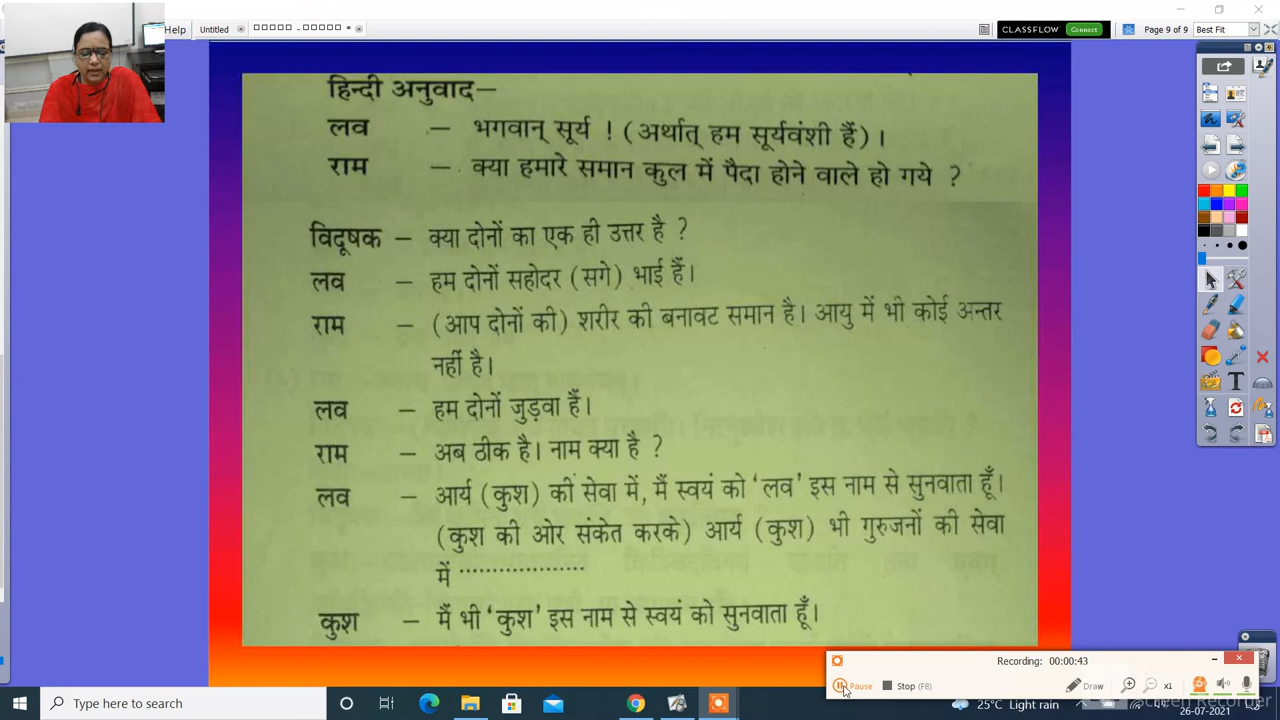 Help Untitled □□□□□ - □□□□□ * CLASSFLOW Connect Page 9 of 9 Best Fit
हिन्दी अनुवाद–
लव – भगवान् सूर्य ! (अर्थात् हम सूर्यवंशी हैं)।
राम – क्या हमारे समान कुल में पैदा होने वाले हो गये ?
विदूषक – क्या दोनों का एक ही उत्तर है ?
लव – हम दोनों सहोदर (सगे) भाई हैं।
राम – (आप दोनों की) शरीर की बनावट समान है। आयु में भी कोई अन्तर
नहीं है।
लव – हम दोनों जुड़वा हैं।
राम – अब ठीक है। नाम क्या है ?
लव – आर्य (कुश) की सेवा में, मैं स्वयं को 'लव' इस नाम से सुनवाता हूँ।
(कुश की ओर संकेत करके) आर्य (कुश) भी गुरुजनों की सेवा
में ...................
कुश – मैं भी 'कुश' इस नाम से स्वयं को सुनवाता हूँ।
Recording: 00:00:43
Pause Stop (F8) Draw x1
Screen Recorder
Type here to search 25°C Light rain 26-07-2021